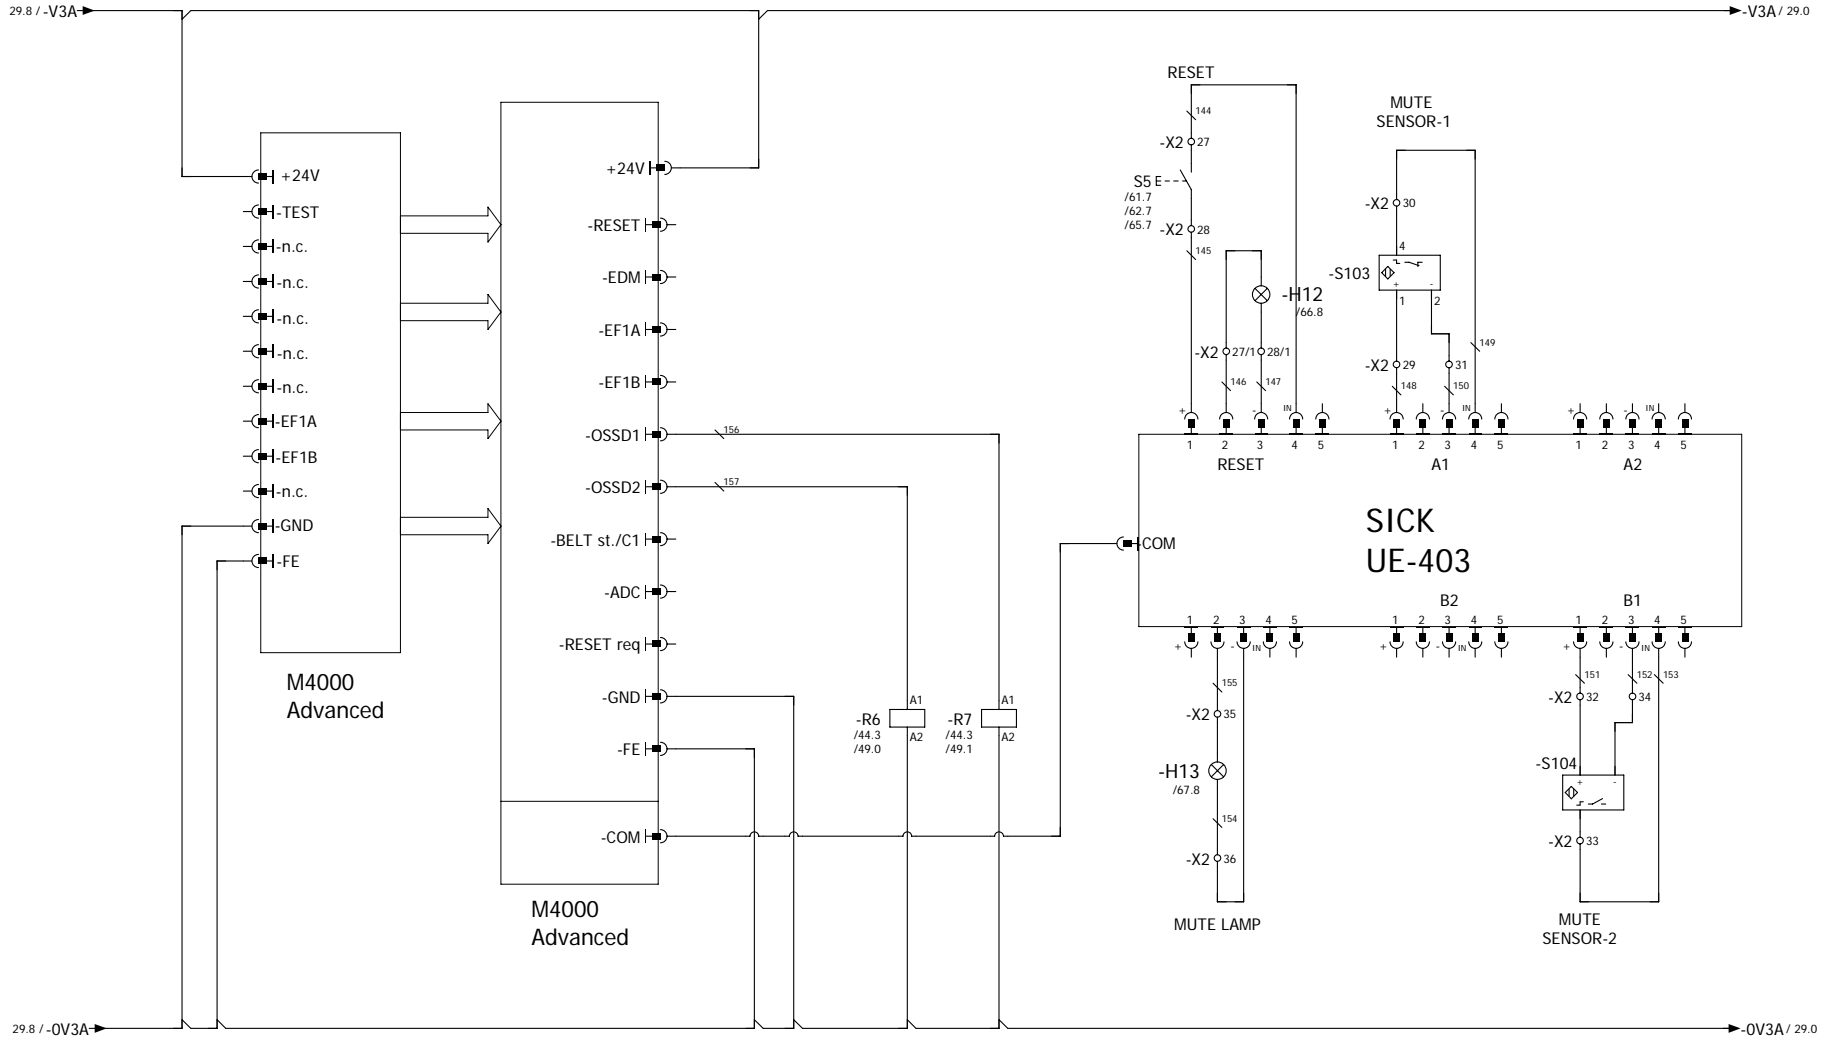 29.8 / -V3A
-V3A / 29.0
+24V
-TEST
-n.c.
-n.c.
-n.c.
-n.c.
-n.c.
-EF1A
-EF1B
-n.c.
-GND
-FE
M4000
Advanced
+24V
-RESET
-EDM
-EF1A
-EF1B
-OSSD1
-OSSD2
-BELT st./C1
-ADC
-RESET req
-GND
-FE
-COM
M4000
Advanced
156
157
-R6
/44.3
/49.0
A1
A2
-R7
/44.3
/49.1
A1
A2
RESET
144
-X2 27
S5 E
/61.7
/62.7
/65.7
-X2 28
145
-H12
/66.8
-X2 27/1 28/1
146 147
MUTE
SENSOR-1
-X2 30
4
-S103
+ -
1 2
-X2 29 31
148 150 149
+ - IN
1 2 3 4 5
RESET
+ - IN
1 2 3 4 5
A1
+ - IN
1 2 3 4 5
A2
SICK
UE-403
COM
1 2 3 4 5
+ - IN
B2
1 2 3 4 5
+ - IN
B1
1 2 3 4 5
+ - IN
155
-X2 35
-H13
/67.8
154
-X2 36
MUTE LAMP
151 152 153
-X2 32 34
-S104
+ -
-X2 33
MUTE
SENSOR-2
29.8 / -0V3A
-0V3A / 29.0